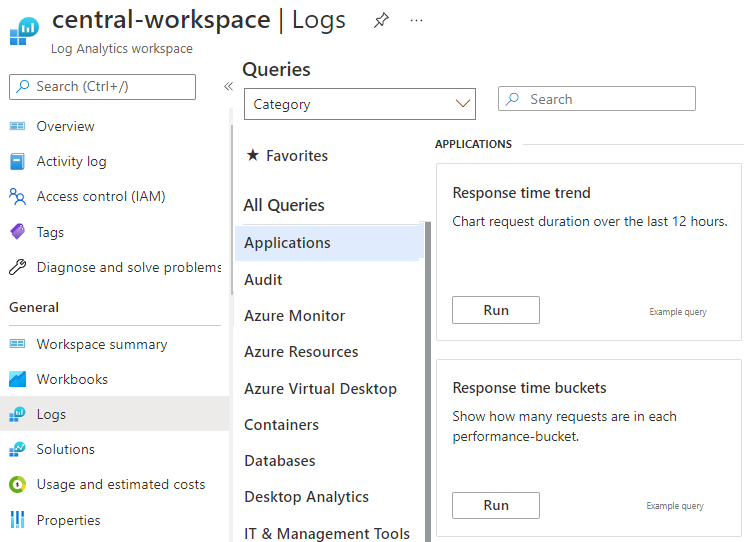 central-workspace | Logs
Log Analytics workspace
Search (Ctrl+/)
Overview
Activity log
Access control (IAM)
Tags
Diagnose and solve problems
General
Workspace summary
Workbooks
Logs
Solutions
Usage and estimated costs
Properties
Queries
Category
Search
Favorites
All Queries
Applications
Audit
Azure Monitor
Azure Resources
Azure Virtual Desktop
Containers
Databases
Desktop Analytics
IT & Management Tools
APPLICATIONS
Response time trend
Chart request duration over the last 12 hours.
Run
Example query
Response time buckets
Show how many requests are in each
performance-bucket.
Run
Example query